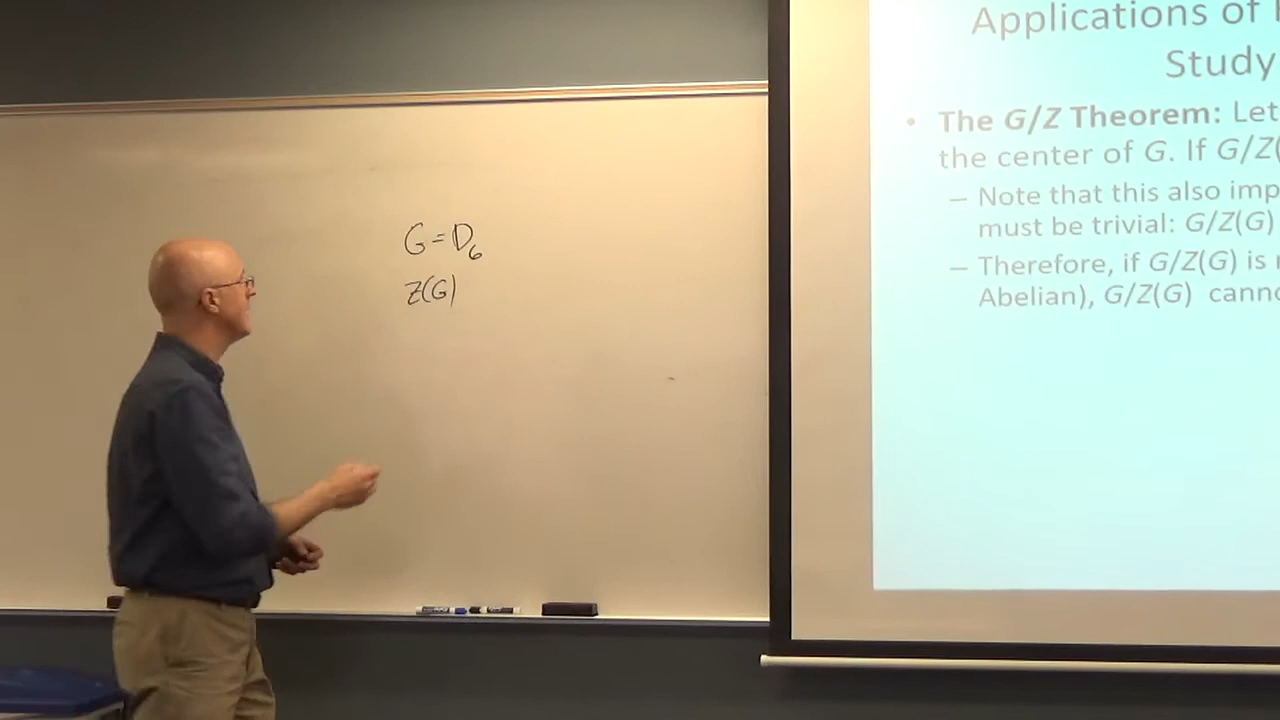 G = D₆
Z(G)
Applications of
Study
• The G/Z Theorem: Let
the center of G. If G/Z(
– Note that this also imp
must be trivial: G/Z(G)
– Therefore, if G/Z(G) is
Abelian), G/Z(G) canno